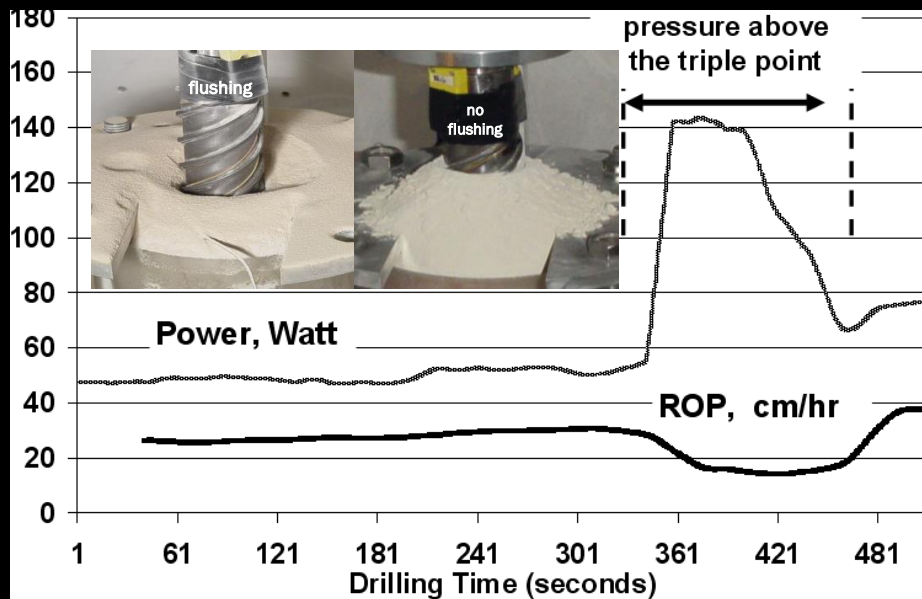 pressure above
the triple point
flushing
no
flushing
180
160
140
120
100
80
60
40
20
0
Power, Watt
ROP, cm/hr
1 61 121 181 241 301 361 421 481
Drilling Time (seconds)